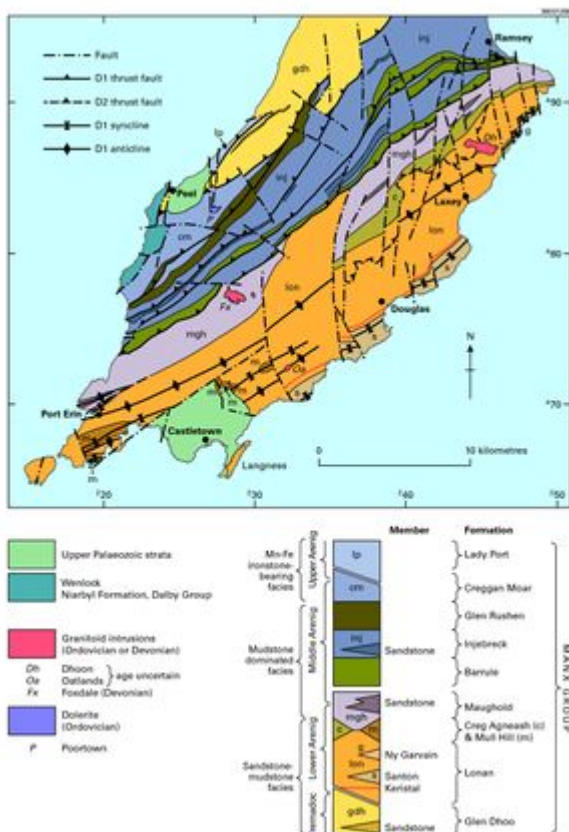 Ramsey
Fault
D1 thrust fault
D2 thrust fault
D1 syncline
D1 anticline
gdh
inj
90
lp
Peel
inj
mgh
Dh
g
Laxey
cm
c
lon
80
lon
Fx
s
Douglas
mgh
s
N
m
Oa
s
m
m
Port Erin
70
Castletown
0
10 kilometres
m
Langness
20
30
40
50
Upper Palaeozoic strata
Wenlock
Niarbyl Formation, Dalby Group
Granitoid intrusions
(Ordovician or Devonian)
Dh Dhoon
Oa Oatlands
age uncertain
Fx Foxdale (Devonian)
Dolerite
(Ordovician)
P Poortown
Member
Formation
Mn-Fe
ironstone-
bearing
facies
Upper Arenig
lp
Lady Port
cm
Creggan Moar
Middle Arenig
Glen Rushen
Mudstone
dominated
facies
inj
Sandstone
Injebreck
Barrule
MANX GROUP
Sandstone
Maughold
mgh
Lower Arenig
c
m
Creg Agneash (c)
& Mull Hill (m)
Sandstone-
mudstone
facies
g
Ny Garvain
lon
s
Santon
Lonan
Keristal
Tremadoc
gdh
Glen Dhoo
Sandstone